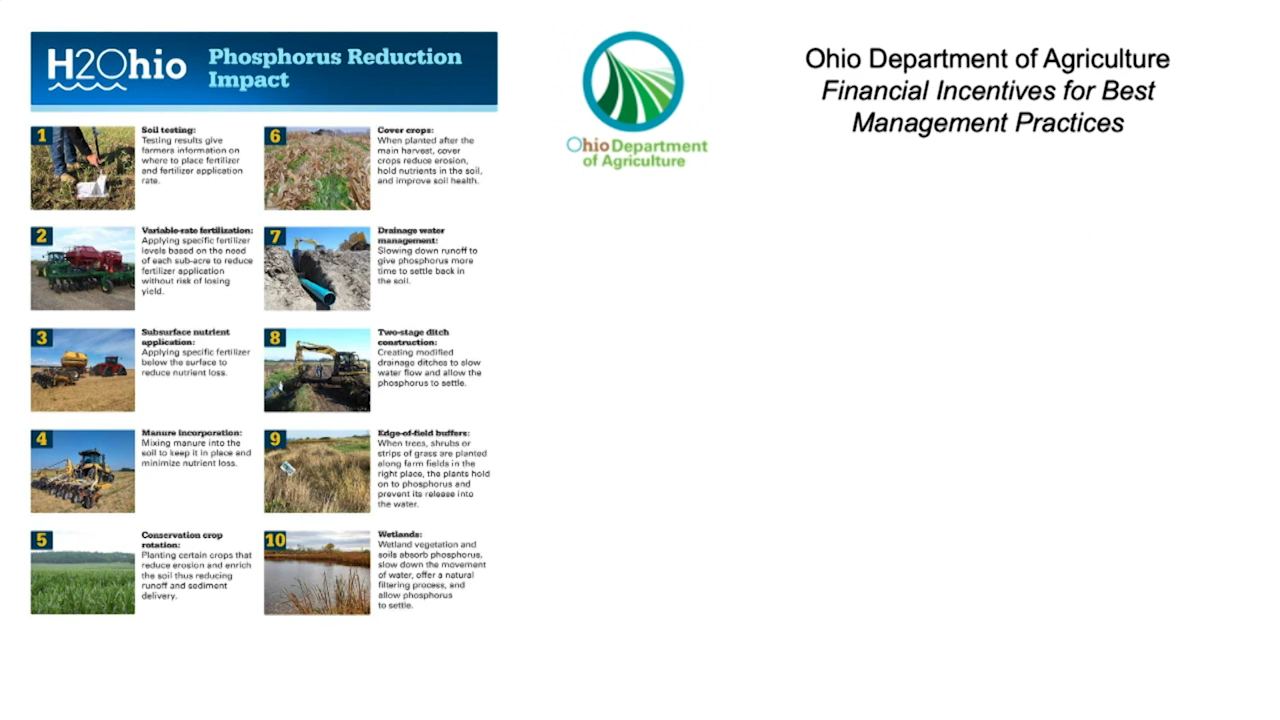 H2Ohio
Phosphorus Reduction
Impact
1
Soil testing:
Testing results give
farmers information on
where to place fertilizer
and fertilizer application
rate.
2
Variable-rate fertilization:
Applying specific fertilizer
levels based on the need
of each sub-acre to reduce
fertilizer application
without risk of losing
yield.
3
Subsurface nutrient
application:
Applying specific fertilizer
below the surface to
reduce nutrient loss.
4
Manure incorporation:
Mixing manure into the
soil to keep it in place and
minimize nutrient loss.
5
Conservation crop
rotation:
Planting certain crops that
reduce erosion and enrich
the soil thus reducing
runoff and sediment
delivery.
6
Cover crops:
When planted after the
main harvest, cover
crops reduce erosion,
hold nutrients in the soil,
and improve soil health.
7
Drainage water
management:
Slowing down runoff to
give phosphorus more
time to settle back in
the soil.
8
Two-stage ditch
construction:
Creating modified
drainage ditches to slow
water flow and allow the
phosphorus to settle.
9
Edge-of-field buffers:
When trees, shrubs or
strips of grass are planted
along farm fields in the
right place, the plants hold
on to phosphorus and
prevent its release into
the water.
10
Wetlands:
Wetland vegetation and
soils absorb phosphorus,
slow down the movement
of water, offer a natural
filtering process, and
allow phosphorus
to settle.
Ohio Department
of Agriculture
Ohio Department of Agriculture
Financial Incentives for Best
Management Practices